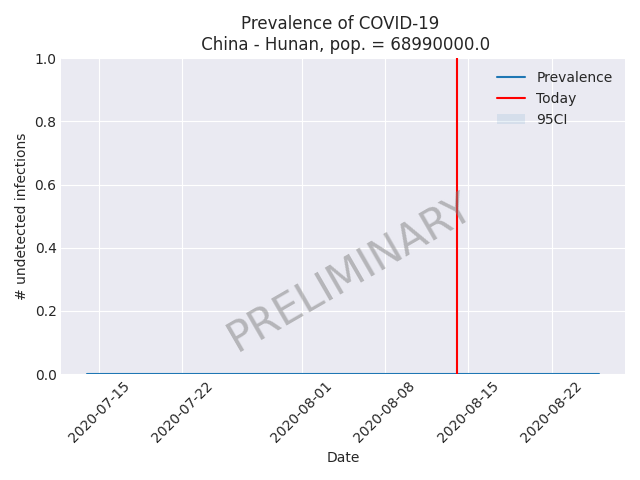 Prevalence of COVID-19
China - Hunan, pop. = 68990000.0
1.0
0.8
0.6
0.4
0.2
0.0
# undetected infections
Prevalence
Today
95CI
PRELIMINARY
2020-07-15
2020-07-22
2020-08-01
2020-08-08
2020-08-15
2020-08-22
Date